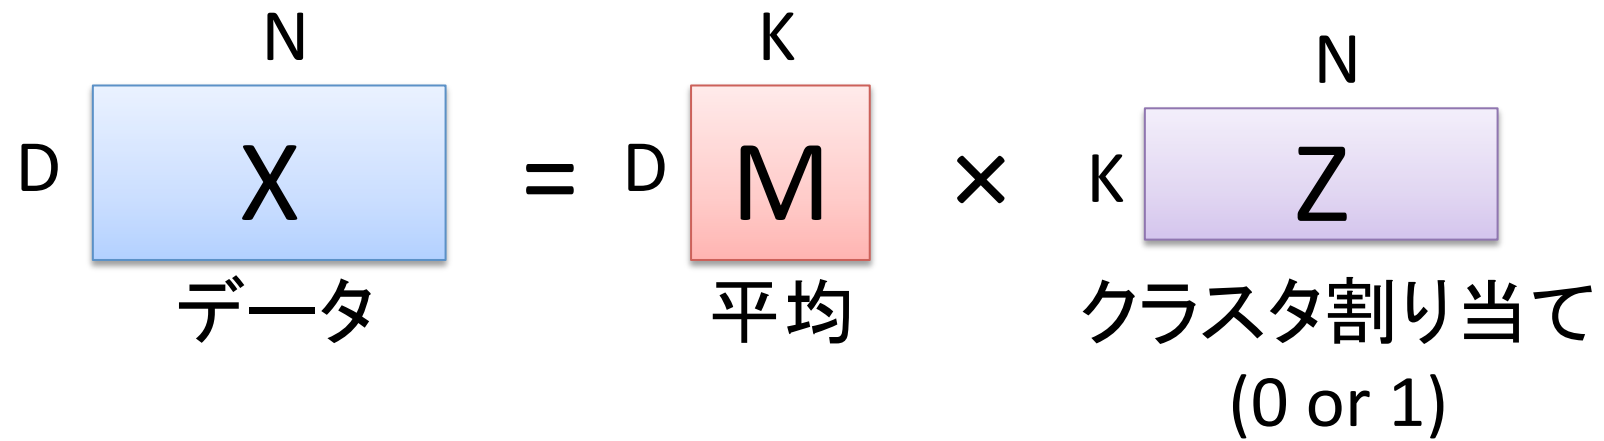 N K N
D X = D M × K Z
データ 平均 クラスタ割り当て
(0 or 1)